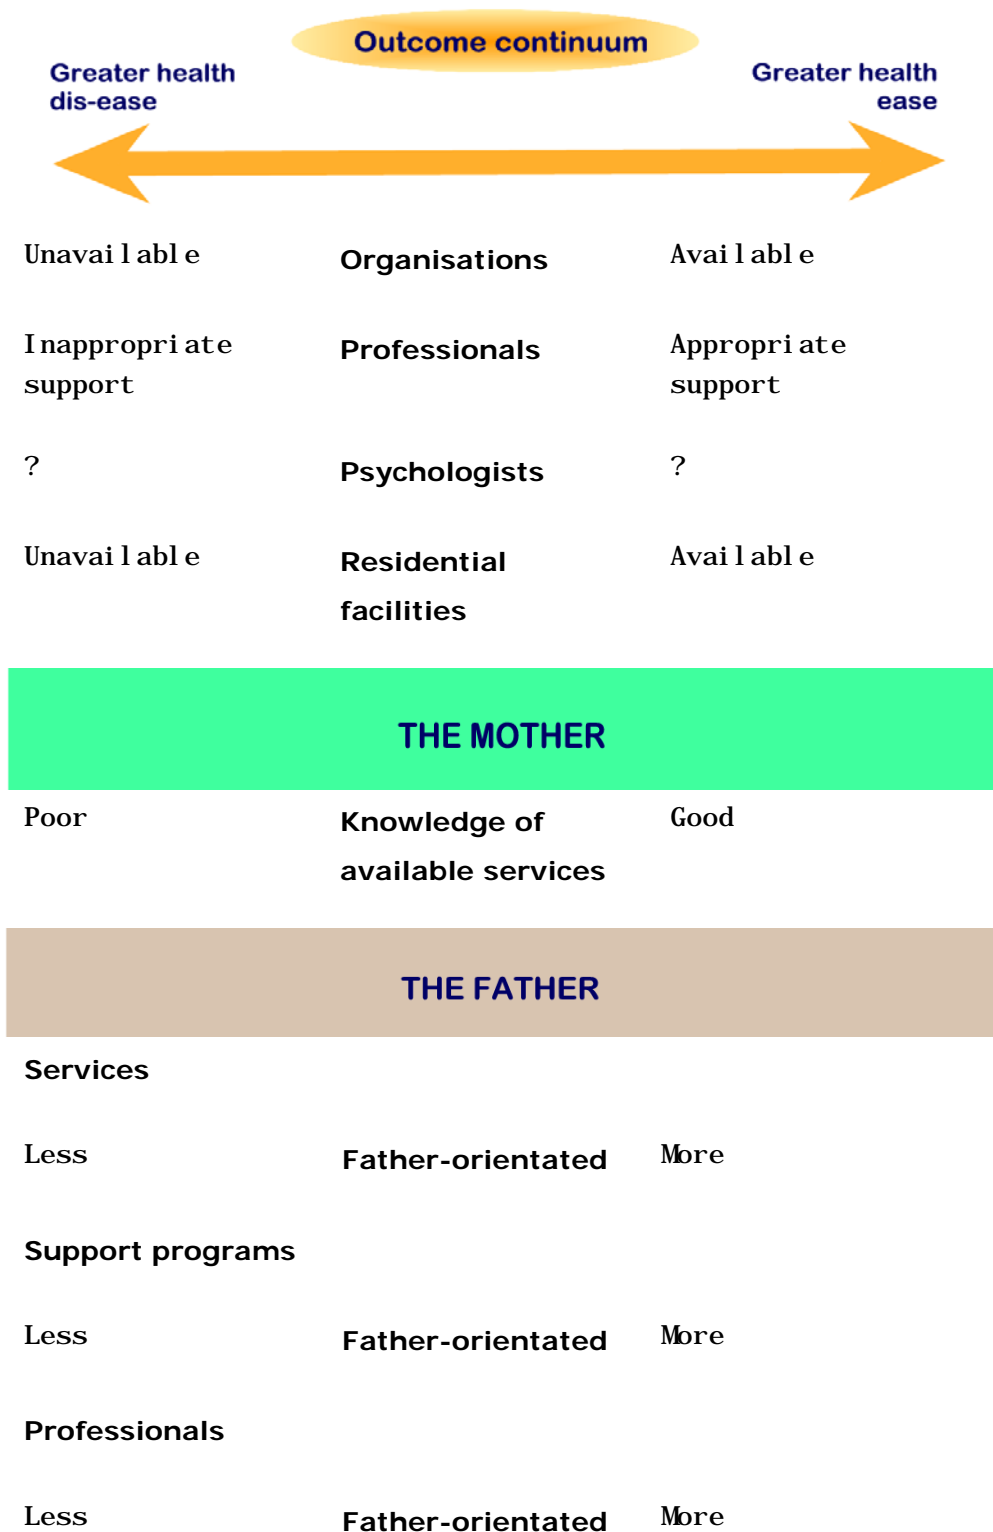 Outcome continuum
Greater health
dis-ease
Greater health
ease
Unavailable Organisations Available
Inappropriate
support
Professionals
Appropriate
support
? Psychologists ?
Unavailable Residential
facilities
Available
THE MOTHER
Poor Knowledge of
available services
Good
THE FATHER
Services
Less Father-orientated More
Support programs
Less Father-orientated More
Professionals
Less Father-orientated More